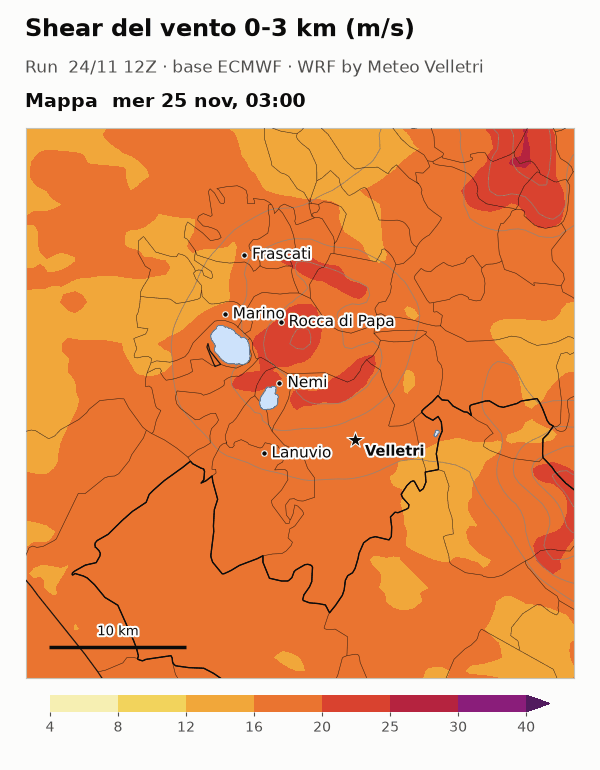 Shear del vento 0-3 km (m/s)
Run  24/11 12Z · base ECMWF · WRF by Meteo Velletri
Mappa  mer 25 nov, 03:00
Frascati
Marino
Rocca di Papa
Nemi
Velletri
Lanuvio
10 km
4 8 12 16 20 25 30 40